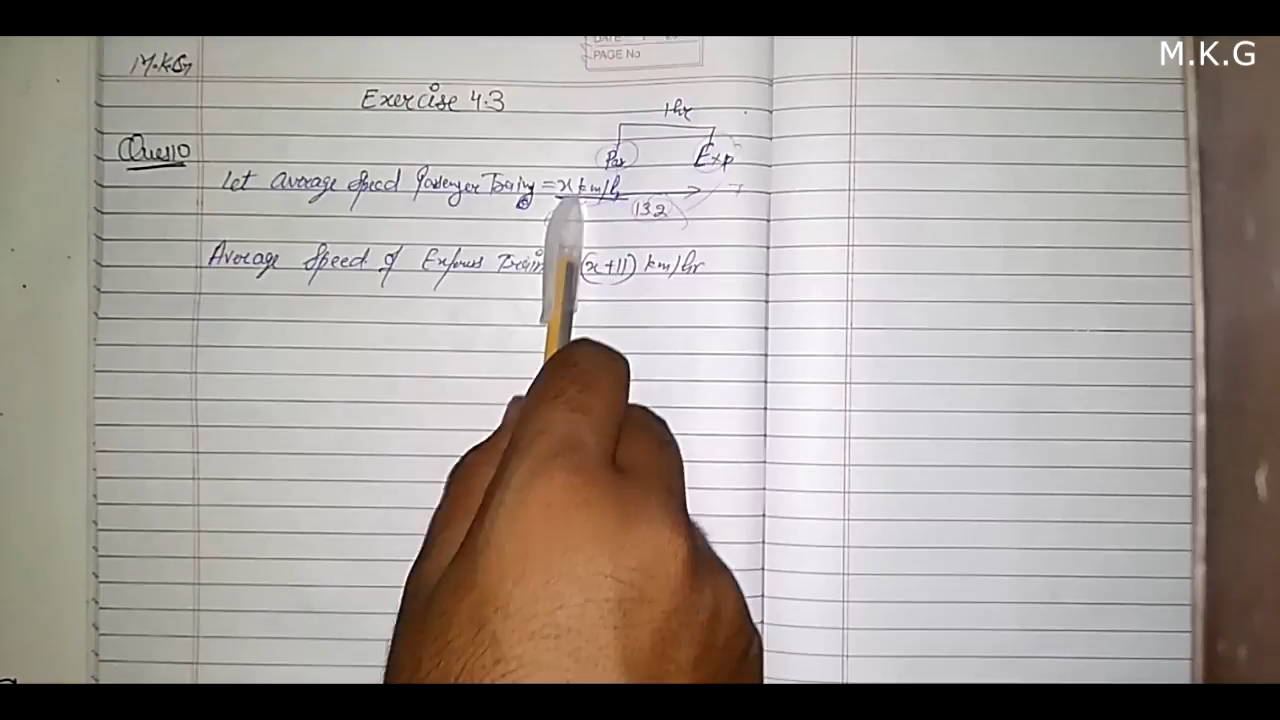 DATE
PAGE No
M.K.G
M.K.G
Exercise 4.3
1hr
Ques10
Pas
Exp
Let Average Speed Passenger Train = x km/h
132
Average Speed of Express Train (x+11) km/hr